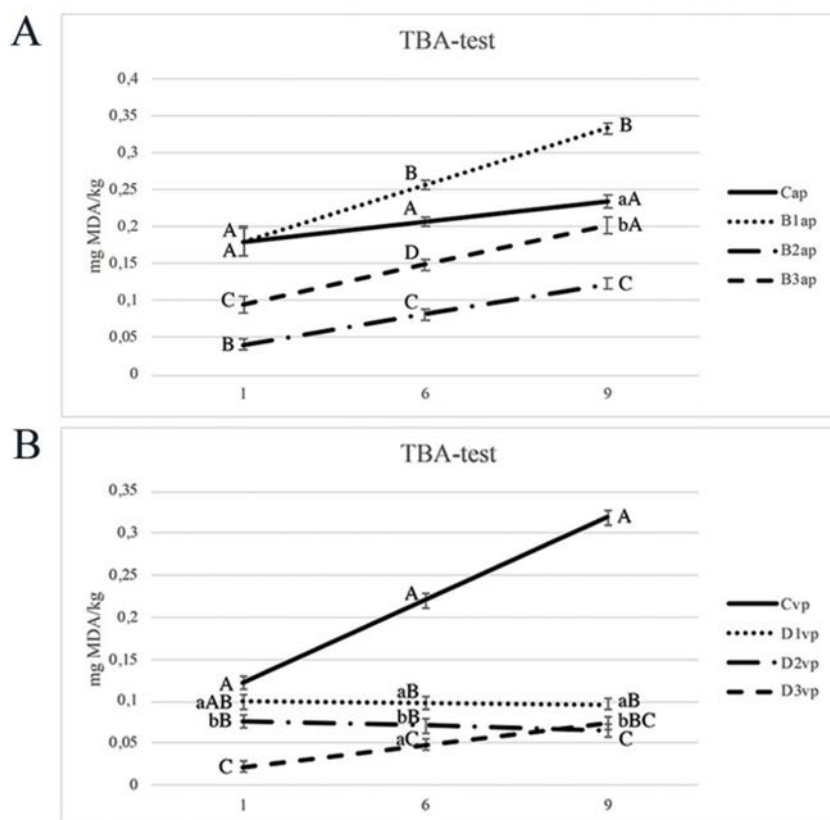 A
TBA-test
0,4
0,35
0,3
0,25
0,2
0,15
0,1
0,05
0
mg MDA/kg
1
6
9
A
A
C
B
B
A
D
C
B
aA
bA
C
Cap
B1ap
B2ap
B3ap
B
TBA-test
0,35
0,3
0,25
0,2
0,15
0,1
0,05
0
mg MDA/kg
1
6
9
A
aAB
bB
C
A
aB
bB
aC
A
aB
bBC
C
Cvp
D1vp
D2vp
D3vp